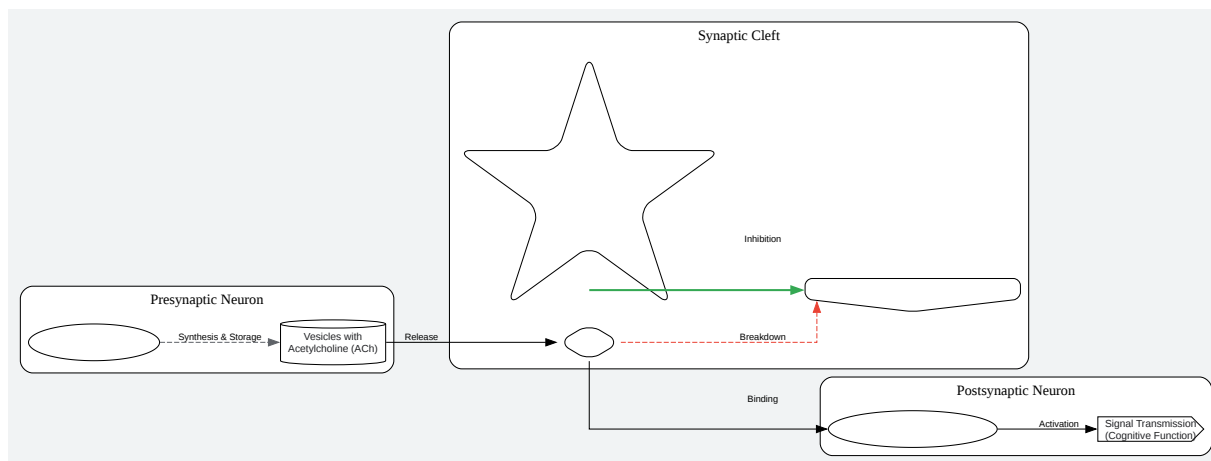 Synaptic Cleft
Inhibition
Presynaptic Neuron
Synthesis & Storage
Vesicles with
Acetylcholine (ACh)
Release
Breakdown
Binding
Postsynaptic Neuron
Activation
Signal Transmission
(Cognitive Function)